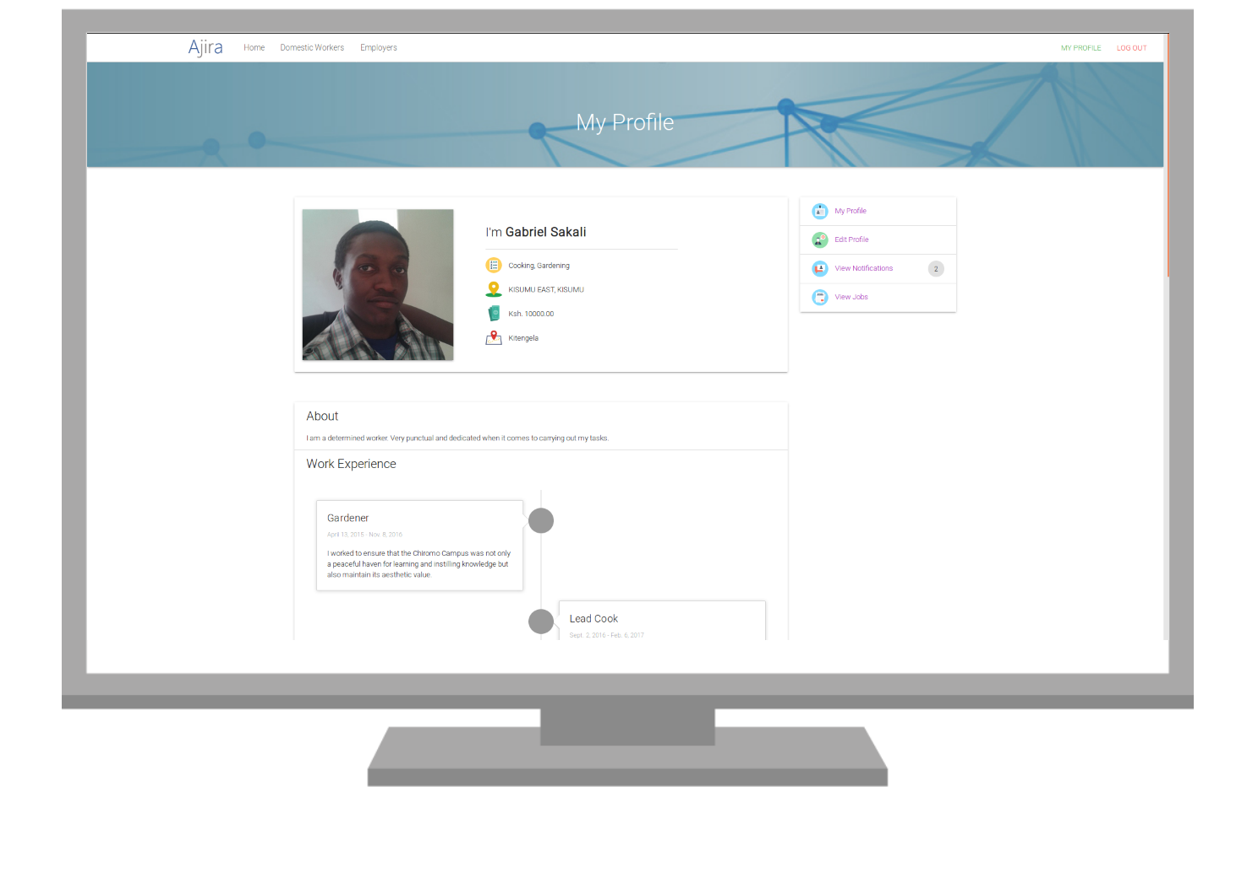 Ajira Home Domestic Workers Employers MY PROFILE LOG OUT
My Profile
I'm Gabriel Sakali
Cooking, Gardening
KISUMU EAST, KISUMU
Ksh. 10000.00
Kitengela
My Profile
Edit Profile
View Notifications 2
View Jobs
About
I am a determined worker. Very punctual and dedicated when it comes to carrying out my tasks.
Work Experience
Gardener
April 13, 2015 - Nov. 8, 2016
I worked to ensure that the Chiromo Campus was not only
a peaceful haven for learning and instilling knowledge but
also maintain its aesthetic value.
Lead Cook
Sept. 2, 2016 - Feb. 6, 2017